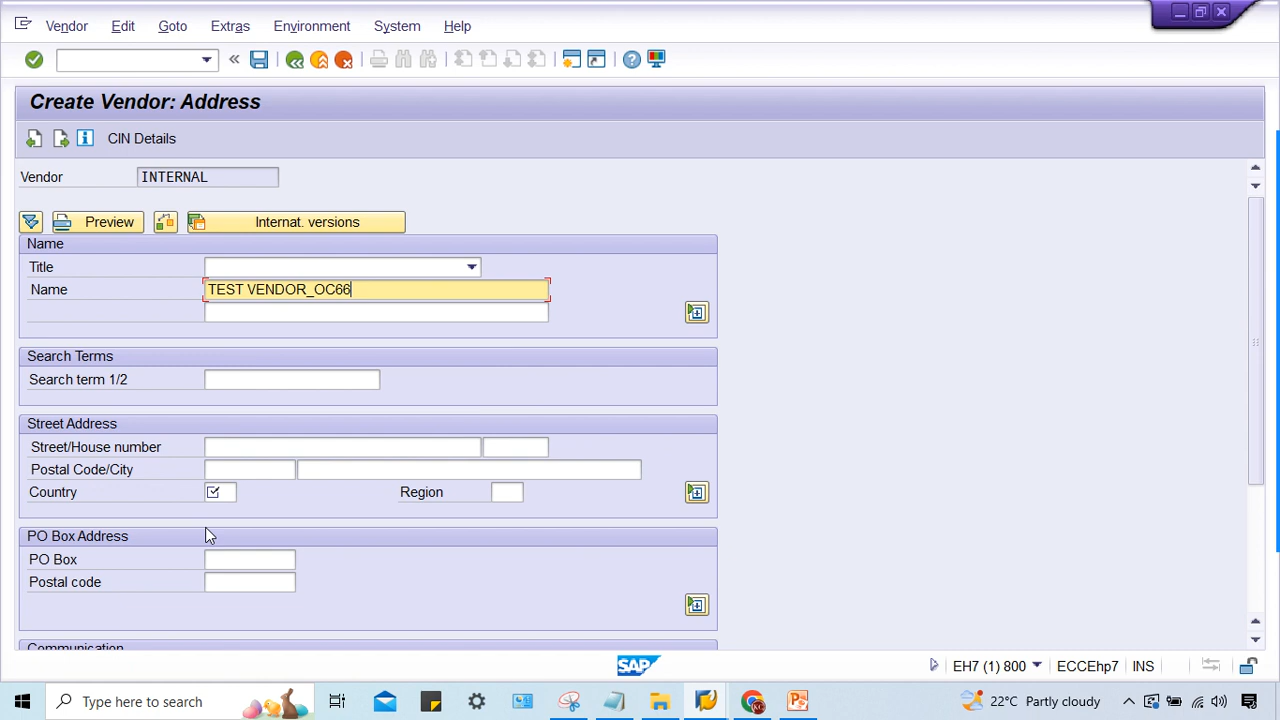 Vendor Edit Goto Extras Environment System Help
Create Vendor: Address
CIN Details
Vendor INTERNAL
Preview Internat. versions
Name
Title
Name TEST VENDOR_OC66
Search Terms
Search term 1/2
Street Address
Street/House number
Postal Code/City
Country Region
PO Box Address
PO Box
Postal code
Communication
SAP EH7 (1) 800 ECCEhp7 INS
Type here to search 22°C Partly cloudy